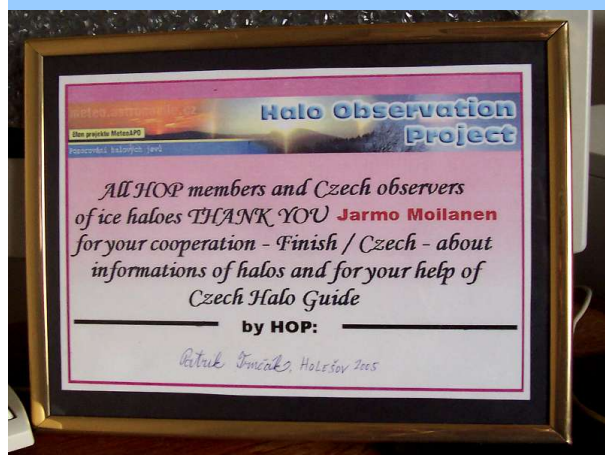 meteo.astronomie.cz
Halo Observation
Project
Člen projektu MeteoAPO
Pozorování halových jevů
All HOP members and Czech observers
of ice haloes THANK YOU Jarmo Moilanen
for your cooperation - Finish / Czech - about
informations of halos and for your help of
Czech Halo Guide
by HOP:
Patrik Trnčák, HOLEŠOV 2005